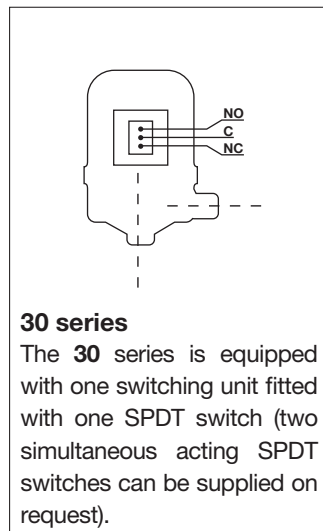 NO
C
NC
30 series
The 30 series is equipped
with one switching unit fitted
with one SPDT switch (two
simultaneous acting SPDT
switches can be supplied on
request).